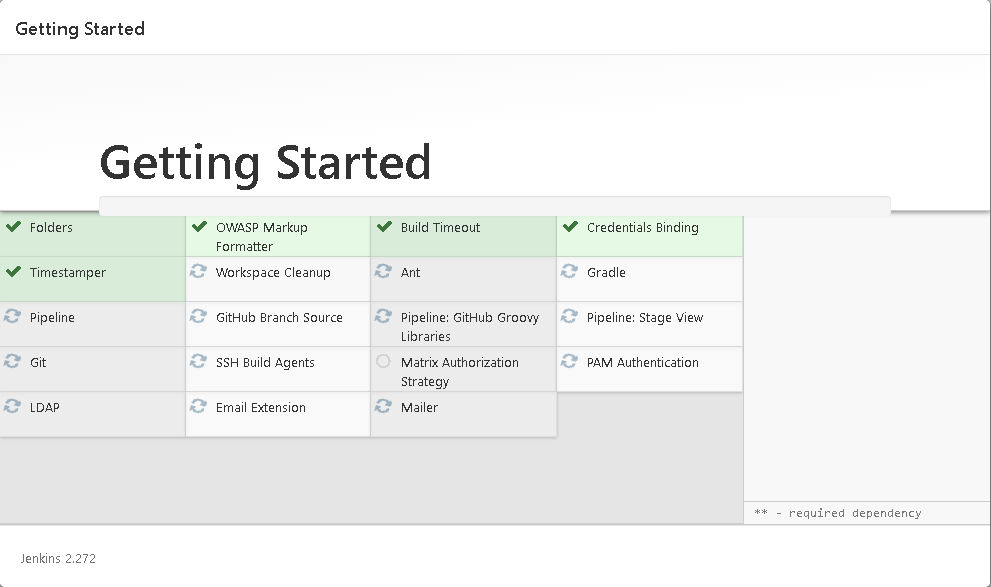 Getting Started
Getting Started
Folders
OWASP Markup
Formatter
Build Timeout
Credentials Binding
Timestamper
Workspace Cleanup
Ant
Gradle
Pipeline
GitHub Branch Source
Pipeline: GitHub Groovy
Libraries
Pipeline: Stage View
Git
SSH Build Agents
Matrix Authorization
Strategy
PAM Authentication
LDAP
Email Extension
Mailer
** - required dependency
Jenkins 2.272